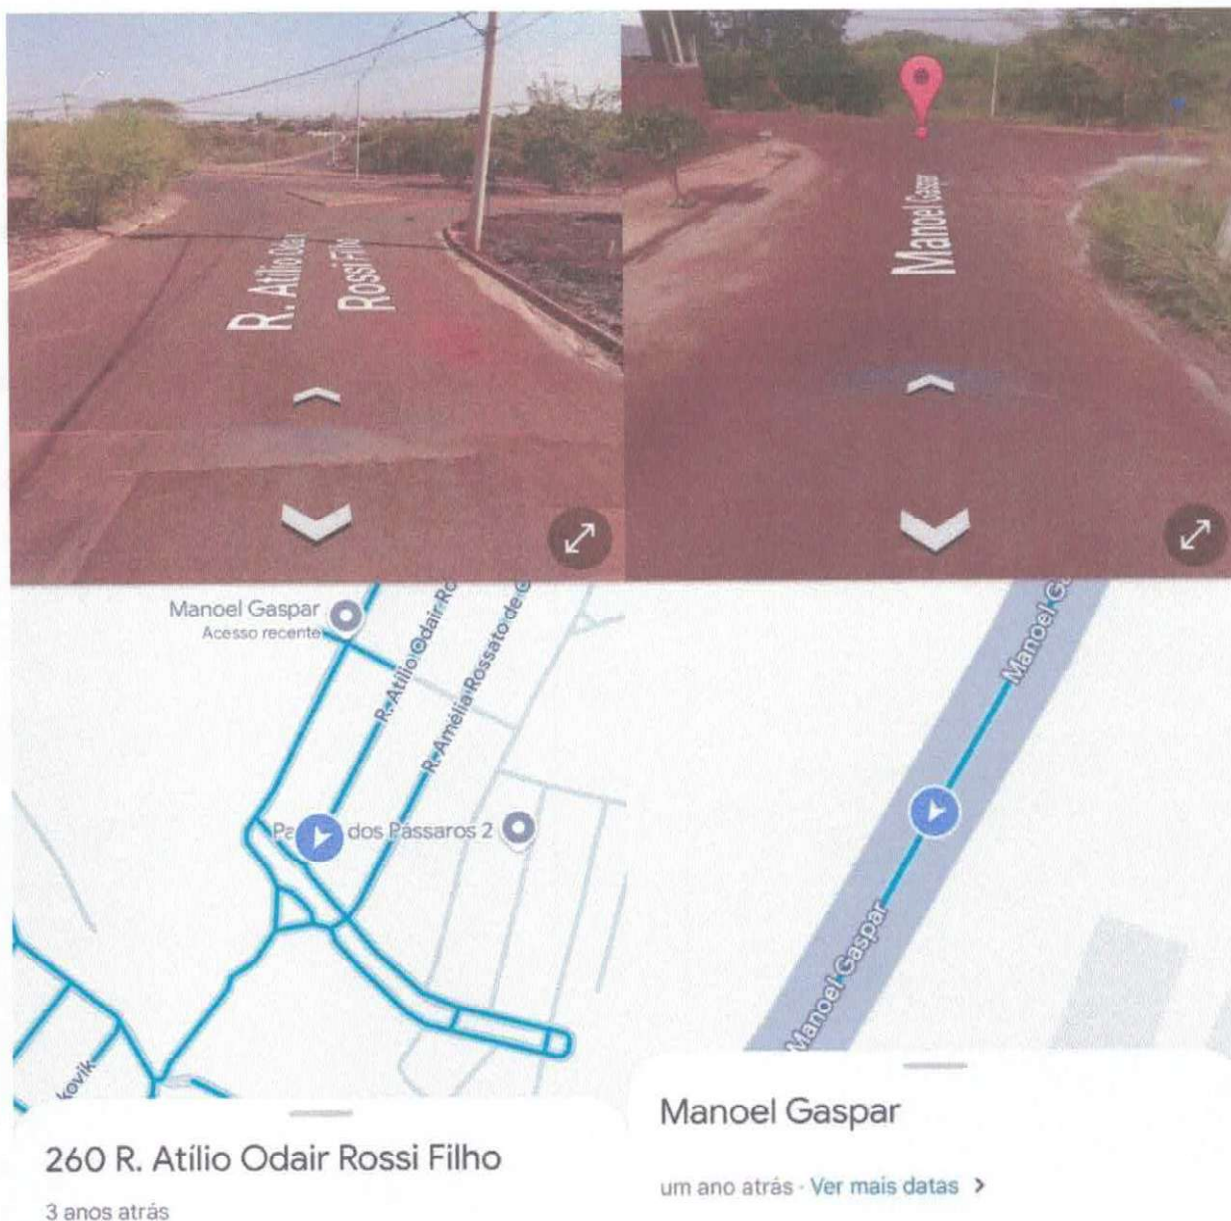 R. Atílio Odair
Rossi Filho
Manoel Gaspar
Acesso recente
R. Atílio Odair Ro
R. Amélia Rossato de
dos Pássaros 2
kovik
260 R. Atílio Odair Rossi Filho
3 anos atrás
Manoel Gaspar
Manoel Ga
Manoel Gaspar
Manoel Gaspar
um ano atrás · Ver mais datas >